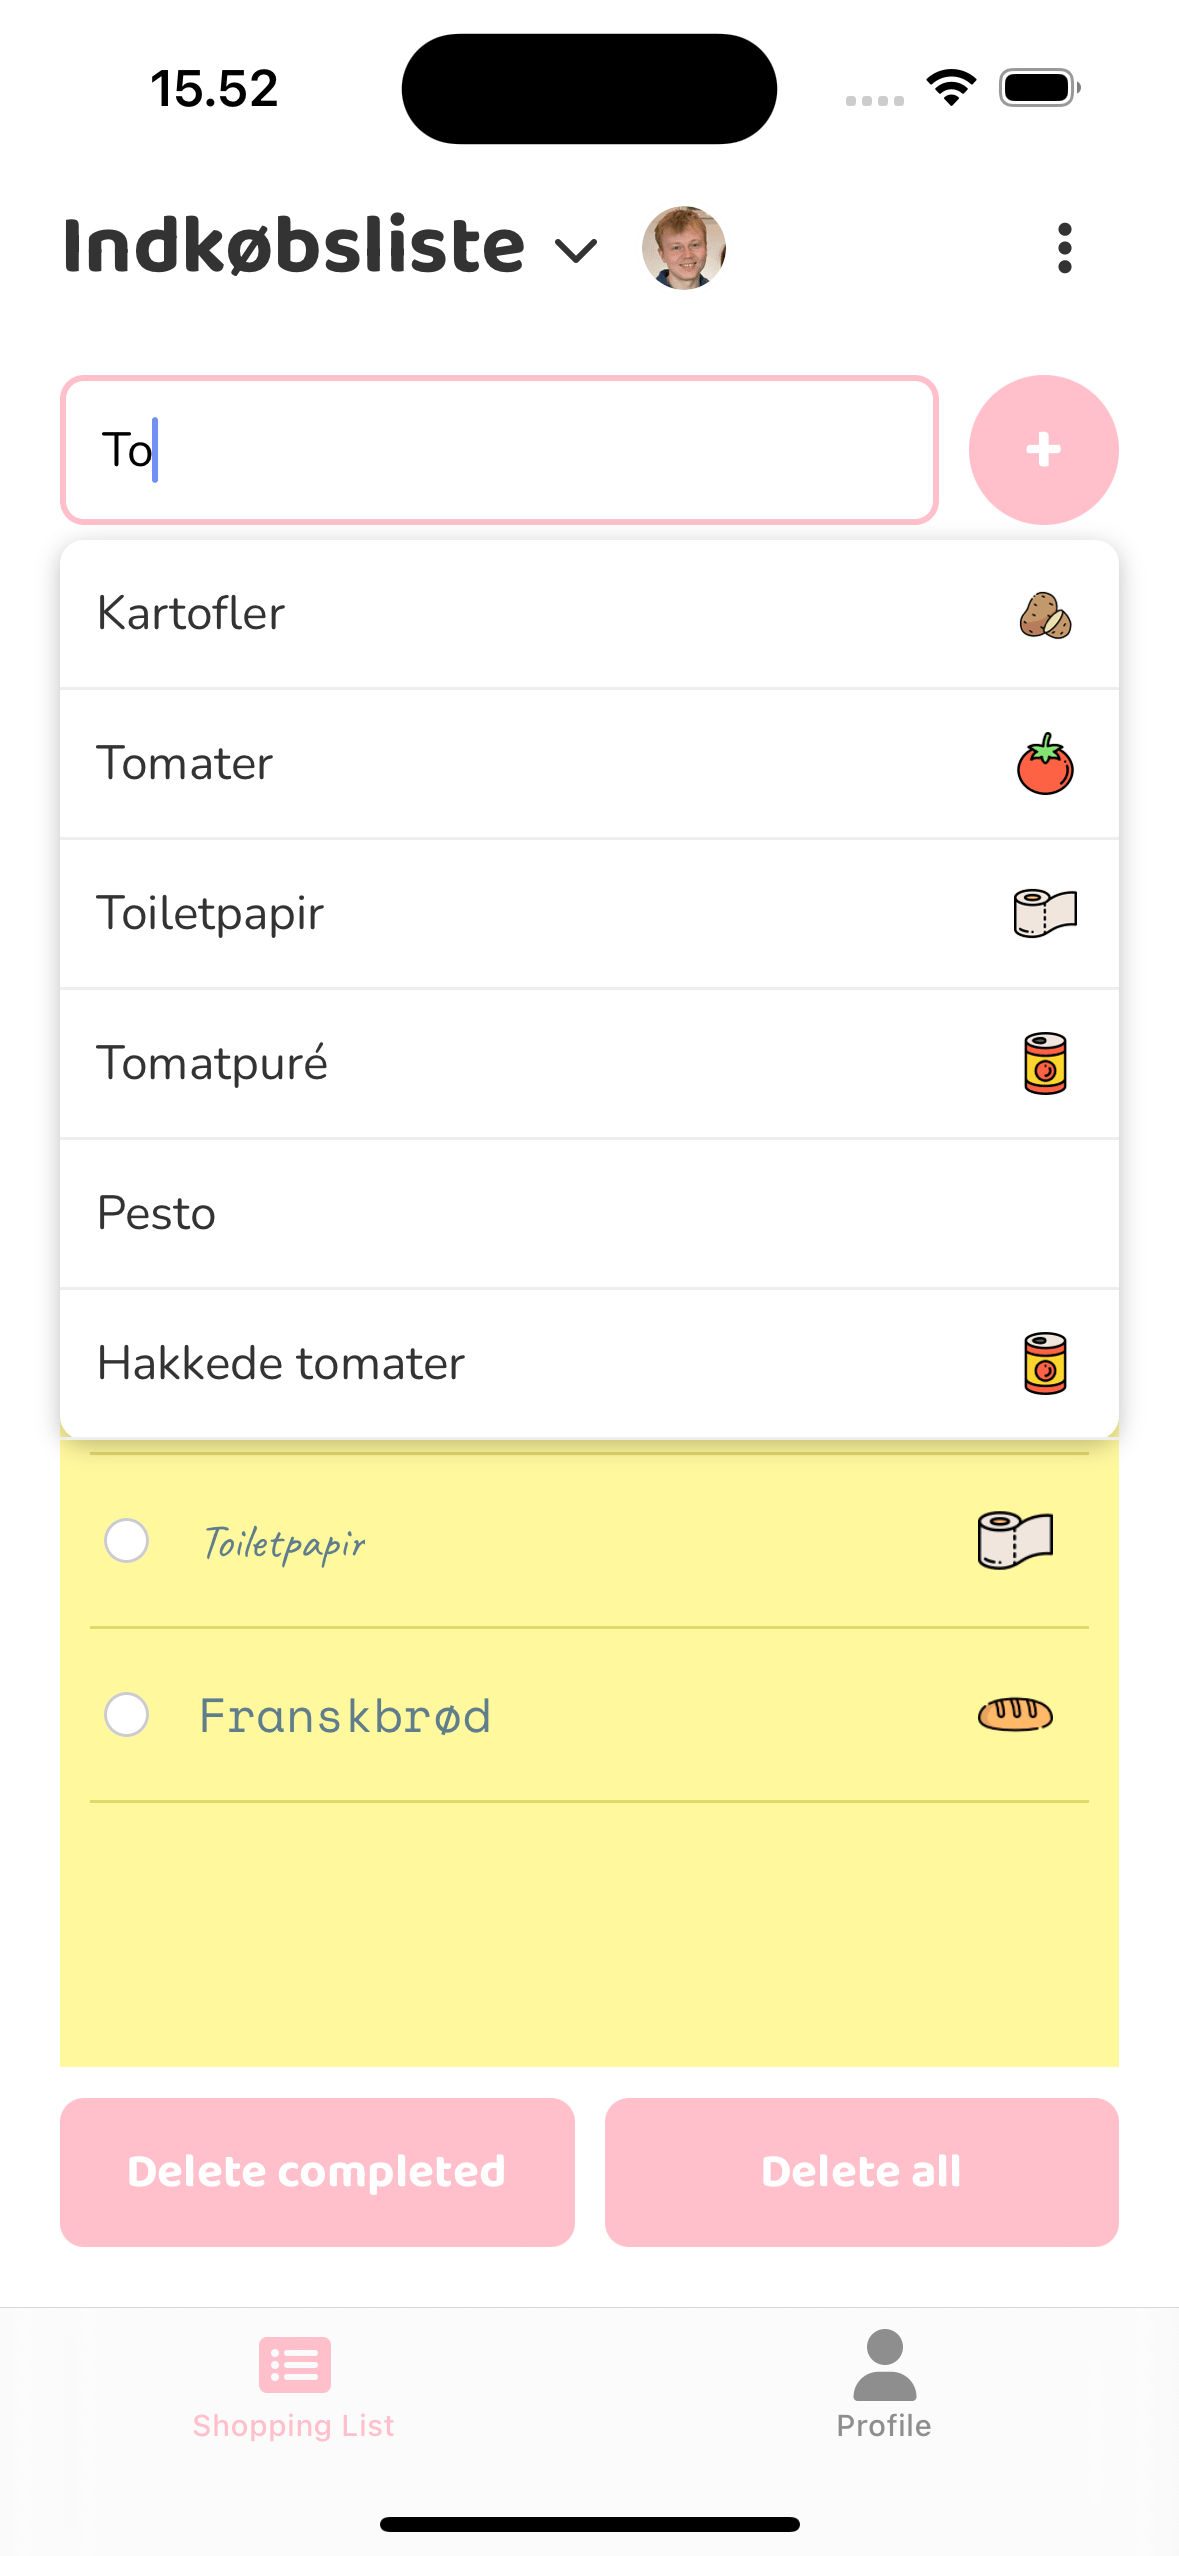 15.52
Indkøbsliste
To
Kartofler
Tomater
Toiletpapir
Tomatpuré
Pesto
Hakkede tomater
Toiletpapir
Franskbrød
Delete completed
Delete all
Shopping List
Profile